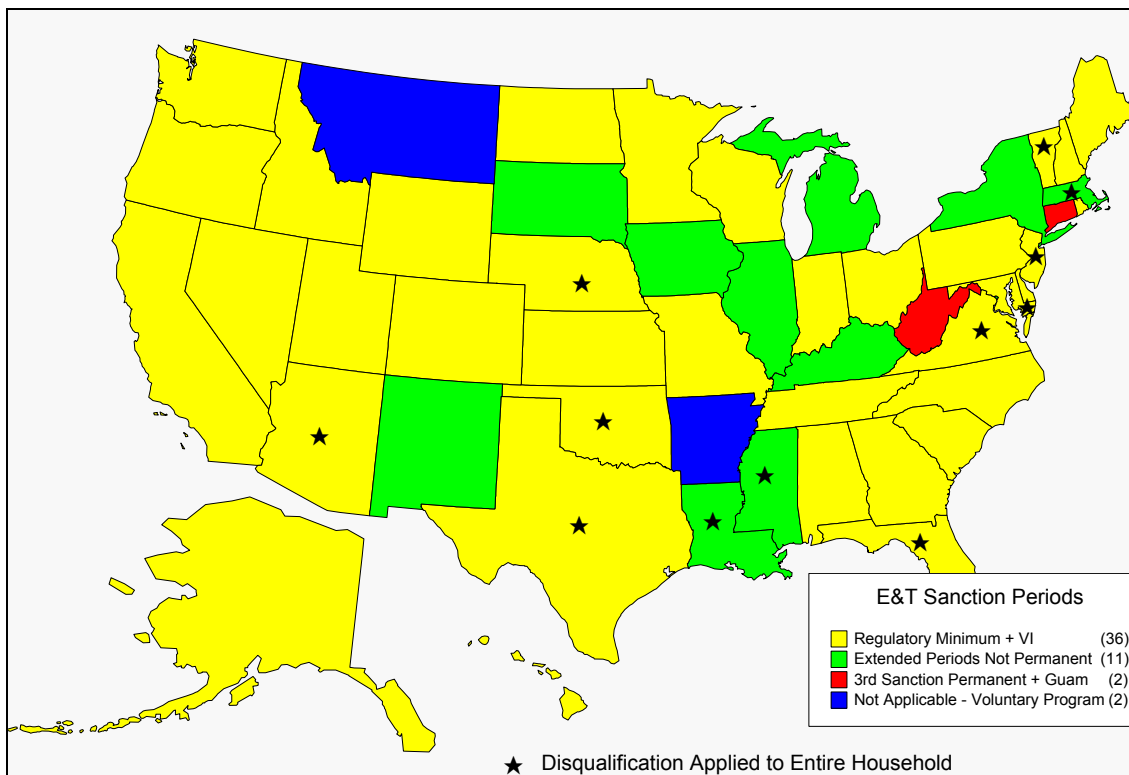 E&T Sanction Periods
Regulatory Minimum + VI (36)
Extended Periods Not Permanent (11)
3rd Sanction Permanent + Guam (2)
Not Applicable - Voluntary Program (2)
Disqualification Applied to Entire Household